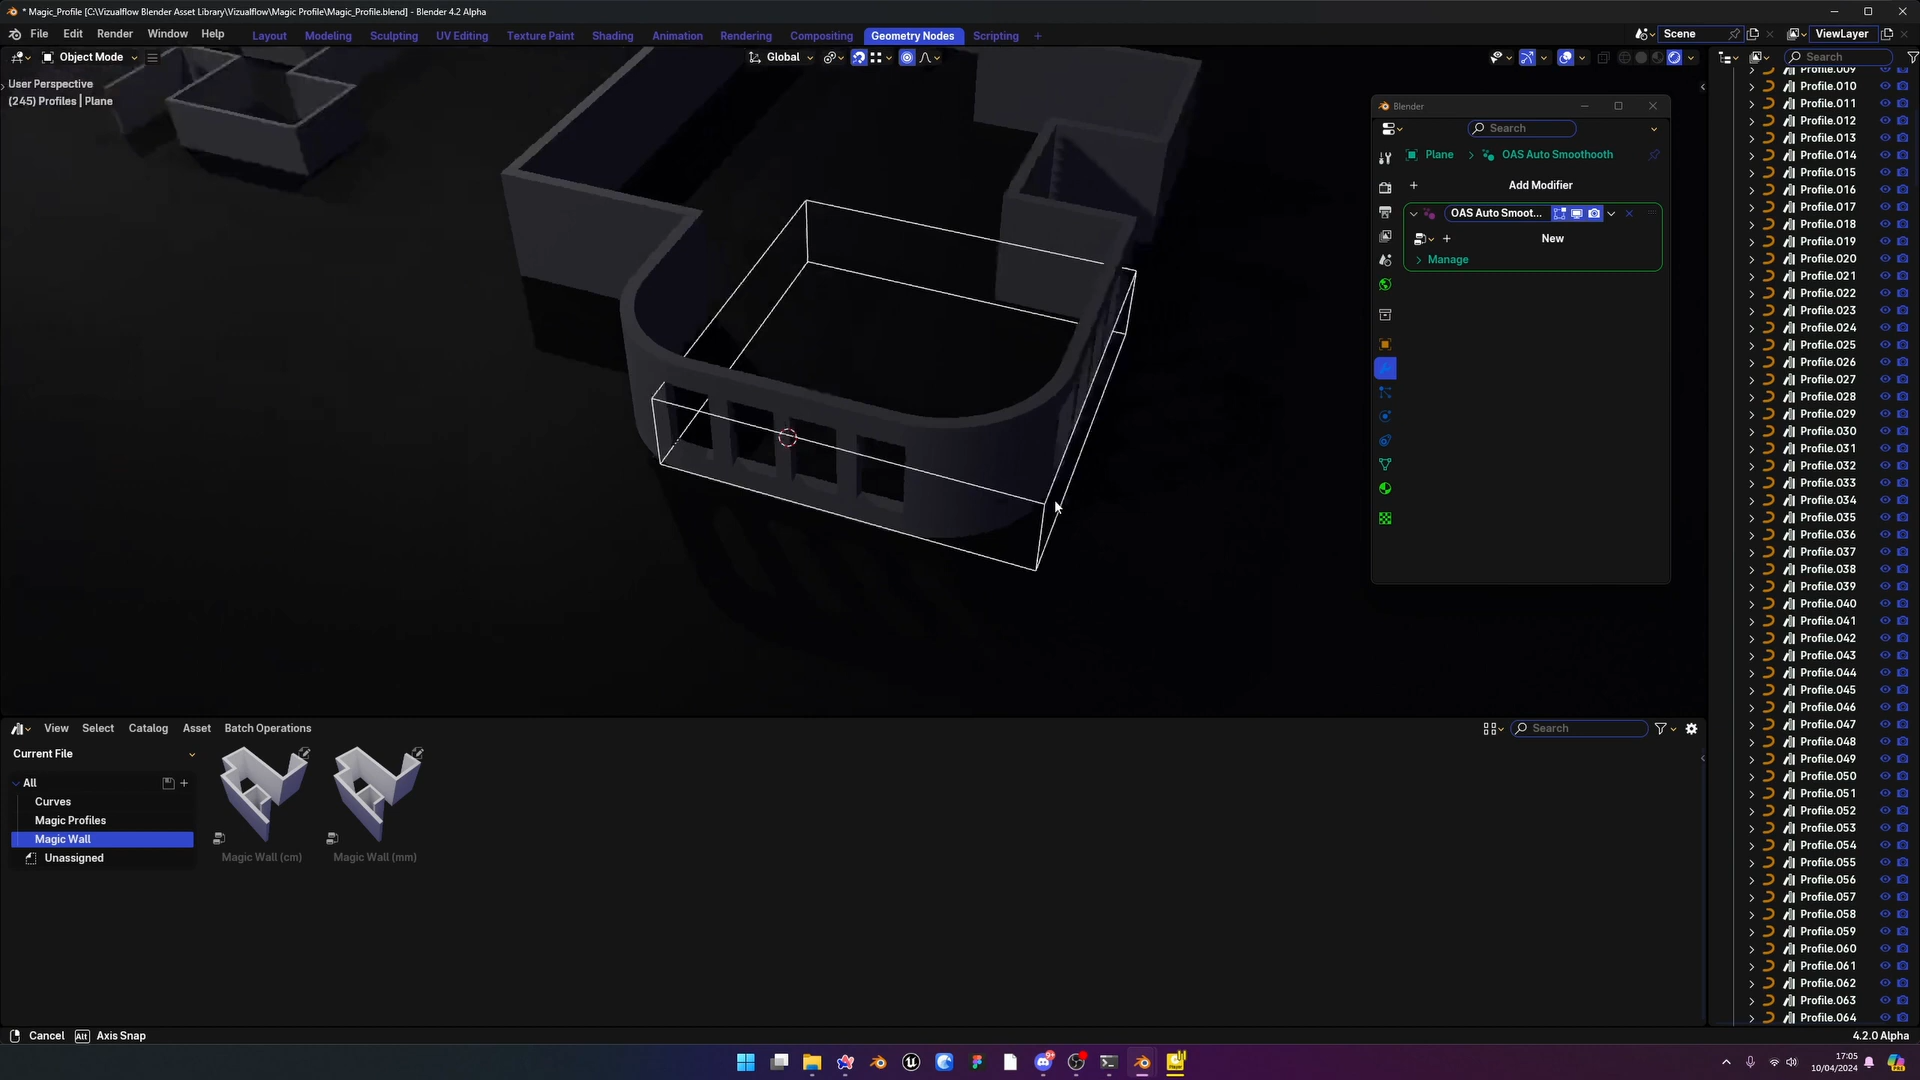 * Magic_Profile [C:\Vizualflow Blender Asset Library\Vizualflow\Magic Profile\Magic_Profile.blend] - Blender 4.2 Alpha
File Edit Render Window Help Layout Modeling Sculpting UV Editing Texture Paint Shading Animation Rendering Compositing Geometry Nodes Scripting + Scene ViewLayer
Object Mode Global Search
User Perspective
(245) Profiles | Plane
Blender
Search
Plane > OAS Auto Smoothooth
+ Add Modifier
OAS Auto Smoot...
+ New
Manage
Profile.009
Profile.010
Profile.011
Profile.012
Profile.013
Profile.014
Profile.015
Profile.016
Profile.017
Profile.018
Profile.019
Profile.020
Profile.021
Profile.022
Profile.023
Profile.024
Profile.025
Profile.026
Profile.027
Profile.028
Profile.029
Profile.030
Profile.031
Profile.032
Profile.033
Profile.034
Profile.035
Profile.036
Profile.037
Profile.038
Profile.039
Profile.040
Profile.041
Profile.042
Profile.043
Profile.044
Profile.045
Profile.046
Profile.047
Profile.048
Profile.049
Profile.050
Profile.051
Profile.052
Profile.053
Profile.054
Profile.055
Profile.056
Profile.057
Profile.058
Profile.059
Profile.060
Profile.061
Profile.062
Profile.063
Profile.064
View Select Catalog Asset Batch Operations Search
Current File
All
Curves
Magic Profiles
Magic Wall
Unassigned
Magic Wall (cm) Magic Wall (mm)
Cancel Alt Axis Snap 4.2.0 Alpha
17:05
10/04/2024